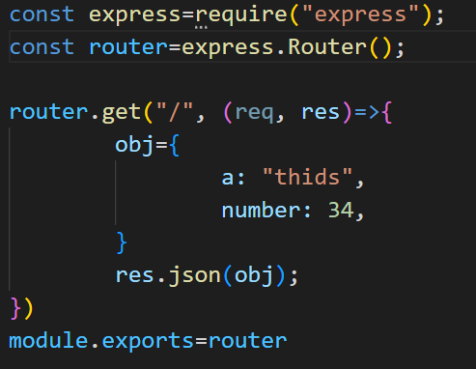 const express=require("express");
const router=express.Router();
router.get("/", (req, res)=>{
obj={
a: "thids",
number: 34,
}
res.json(obj);
})
module.exports=router